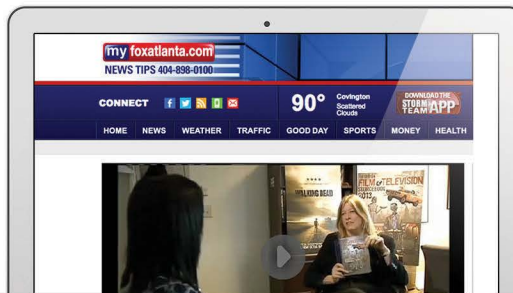 myfoxatlanta.com
NEWS TIPS 404-898-0100
CONNECT
90°
Covington
Scattered
Clouds
DOWNLOAD THE
STORM
TEAM APP
HOME NEWS WEATHER TRAFFIC GOOD DAY SPORTS MONEY HEALTH
WALKING DEAD
FILM & TELEVISION
2012